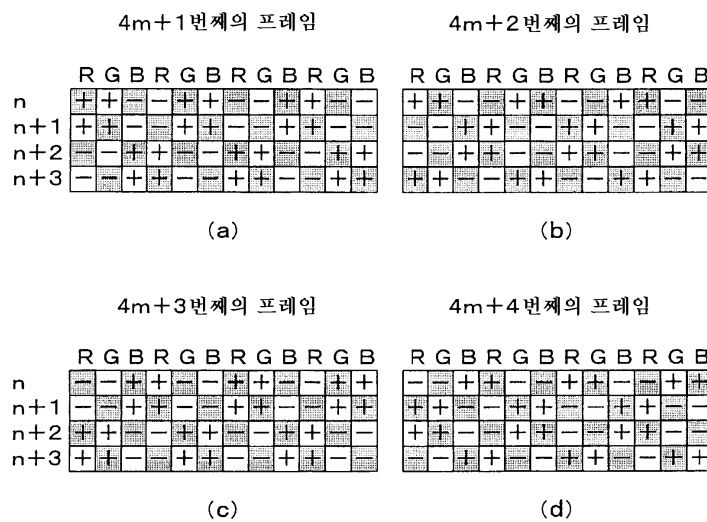 4m+1번째의 프레임 4m+2번째의 프레임
R G B R G B R G B R G B R G B R G B R G B R G B
n + + − − + + − − + + − − + + − − + + − − + + − −
n+1 + + − − + + − − + + − − − − + + − − + + − − + +
n+2 − − + + − − + + − − + + − − + + − − + + − − + +
n+3 − − + + − − + + − − + + + + − − + + − − + + − −
(a) (b)
4m+3번째의 프레임 4m+4번째의 프레임
R G B R G B R G B R G B R G B R G B R G B R G B
n − − + + − − + + − − + + − − + + − − + + − − + +
n+1 − − + + − − + + − − + + + + − − + + − − + + − −
n+2 + + − − + + − − + + − − + + − − + + − − + + − −
n+3 + + − − + + − − + + − − − − + + − − + + − − + +
(c) (d)